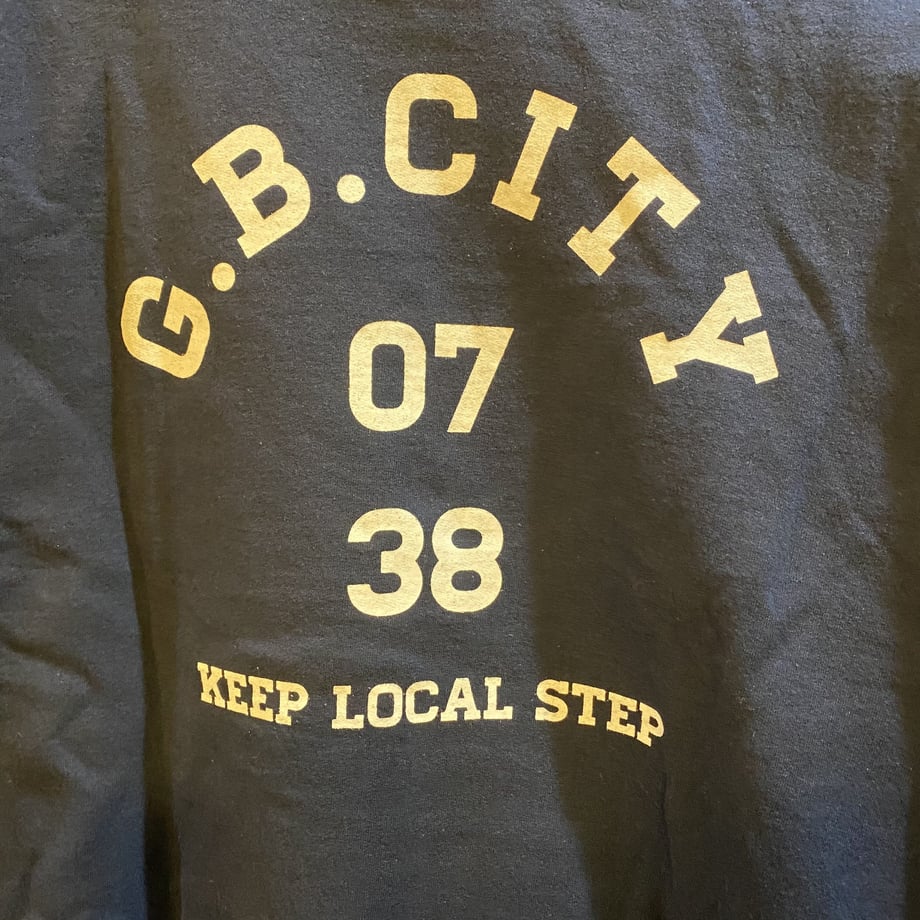 G.B.CITY
07
38
KEEP LOCAL STEP